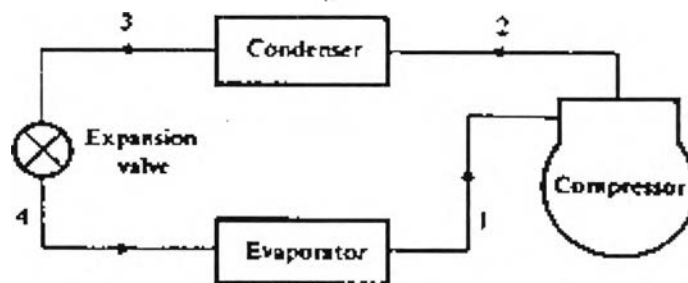 3
Condenser
2
Expansion
valve
Compressor
4
Evaporator
1